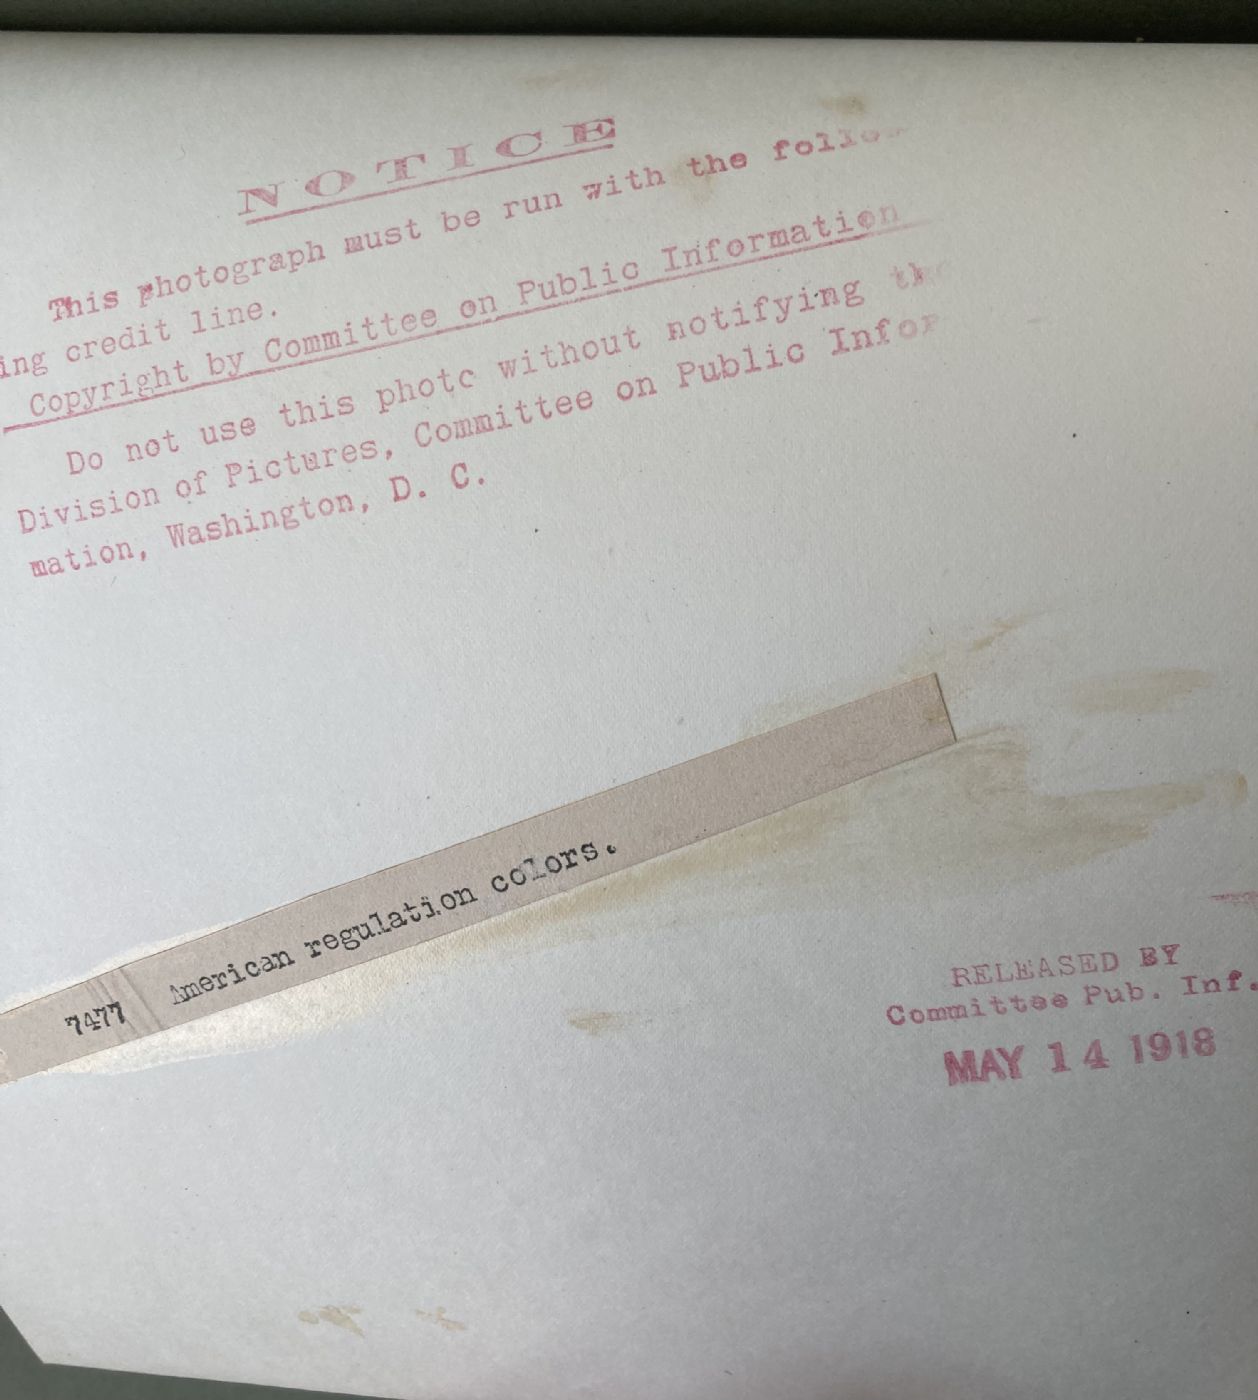 NOTICE
This photograph must be run with the follow
ing credit line.
Copyright by Committee on Public Information
Do not use this photo without notifying the
Division of Pictures, Committee on Public Infor
mation, Washington, D. C.
7477 American regulation colors.
RELEASED BY
Committee Pub. Inf.
MAY 14 1918